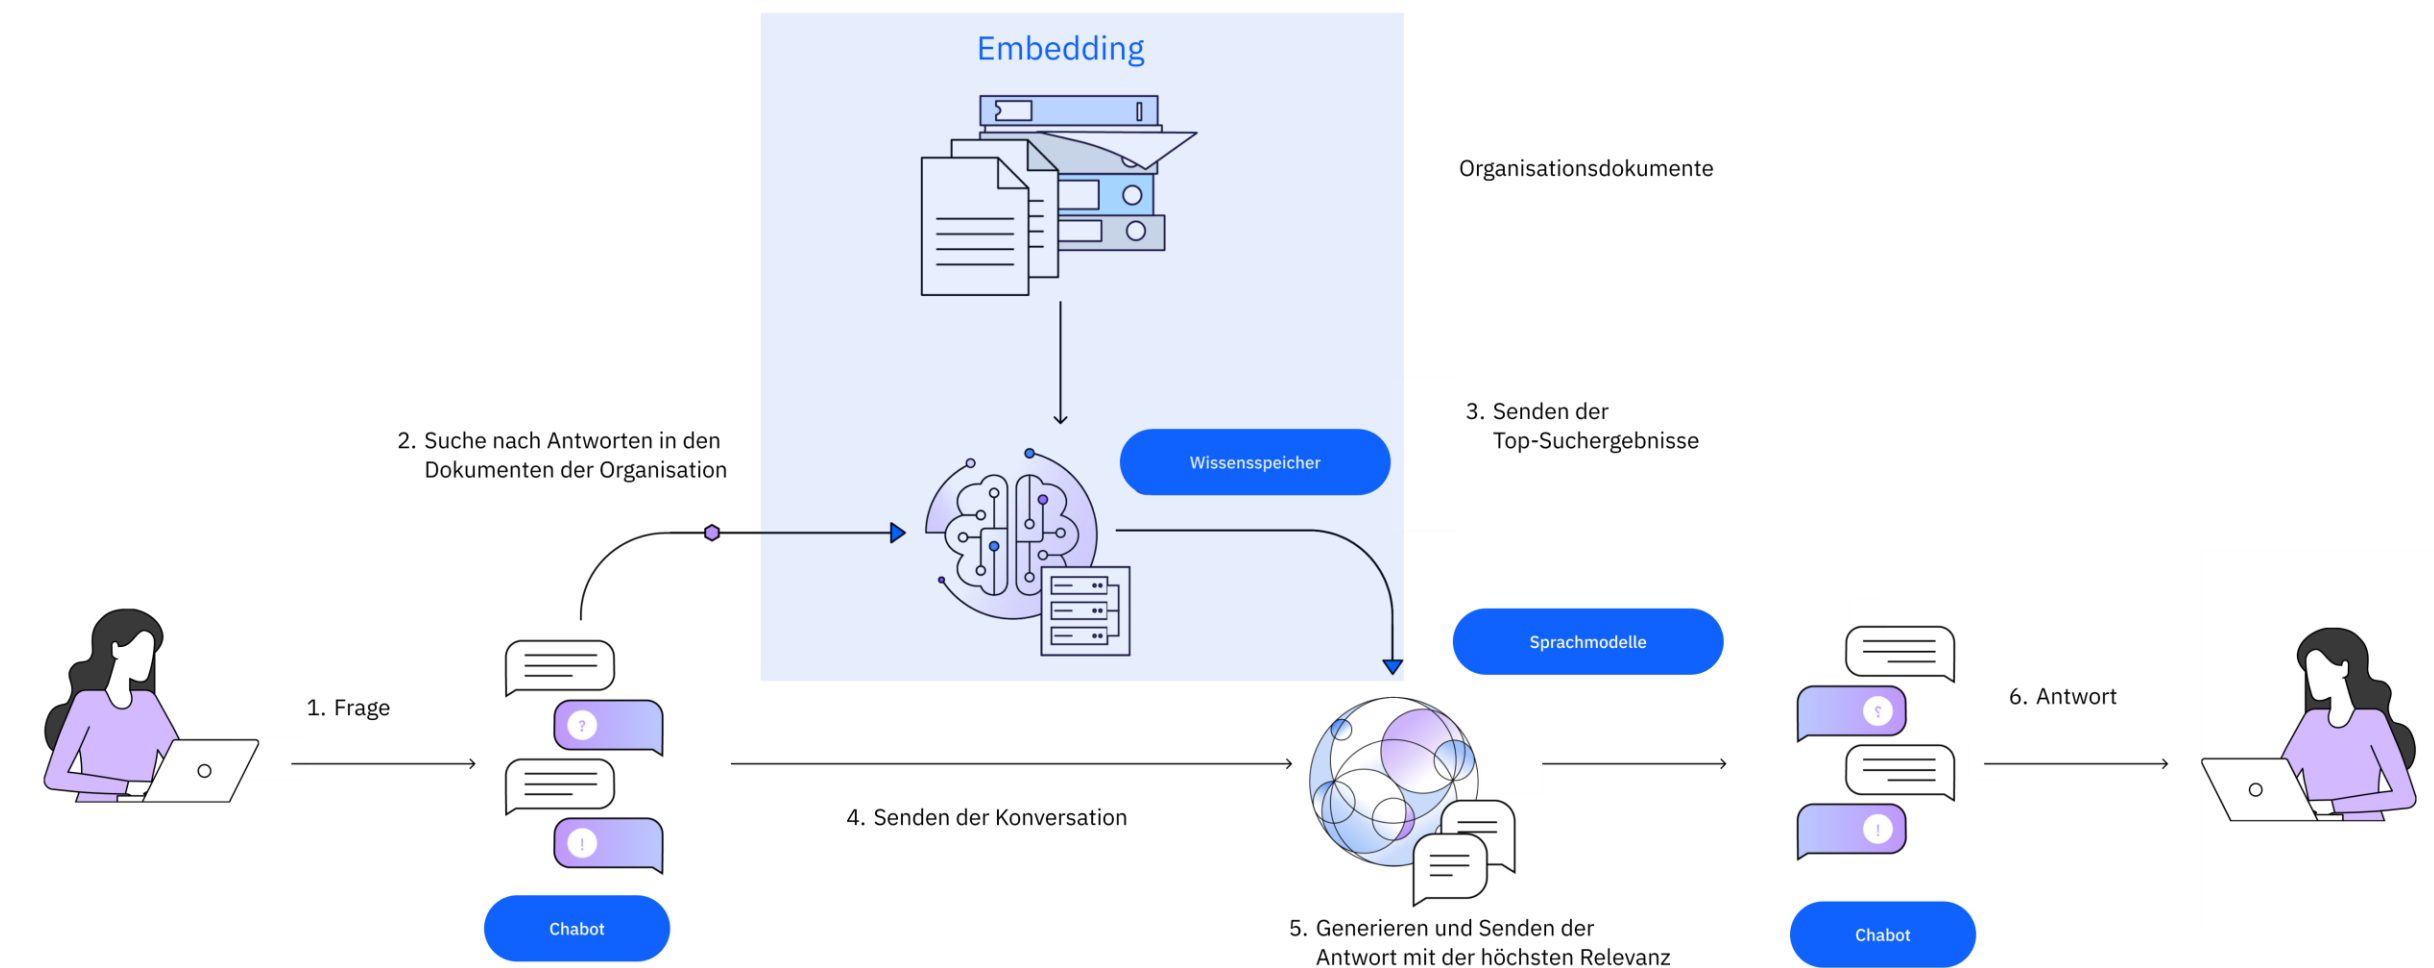 Embedding
Organisationsdokumente
2. Suche nach Antworten in den
Dokumenten der Organisation
Wissensspeicher
3. Senden der
Top-Suchergebnisse
1. Frage
?
!
Chabot
4. Senden der Konversation
Sprachmodelle
5. Generieren und Senden der
Antwort mit der höchsten Relevanz
?
!
Chabot
6. Antwort